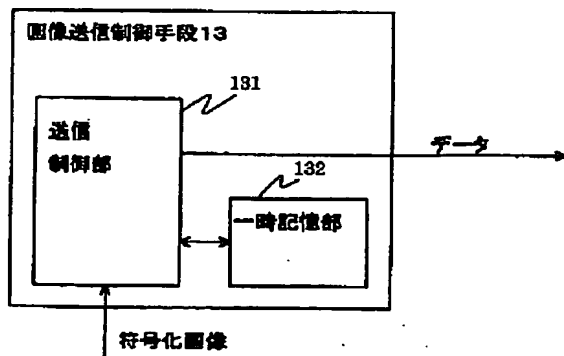 画像送信制御手段13
131
送信
制御部
データ
132
一時記憶部
符号化画像